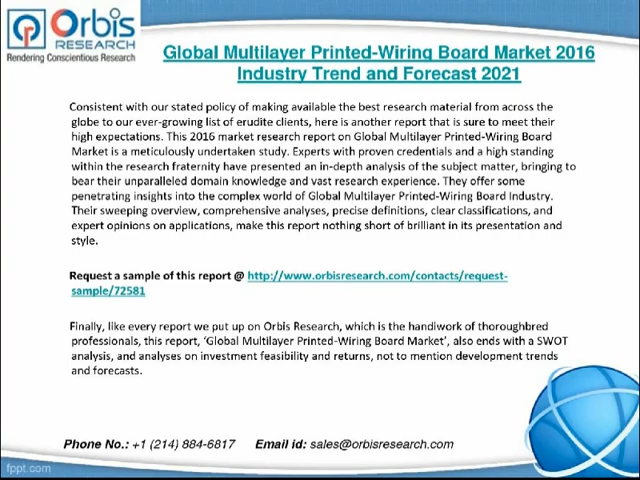 Orbis
RESEARCH
Rendering Conscientious Research
Global Multilayer Printed-Wiring Board Market 2016
Industry Trend and Forecast 2021
Consistent with our stated policy of making available the best research material from across the
globe to our ever-growing list of erudite clients, here is another report that is sure to meet their
high expectations. This 2016 market research report on Global Multilayer Printed-Wiring Board
Market is a meticulously undertaken study. Experts with proven credentials and a high standing
within the research fraternity have presented an in-depth analysis of the subject matter, bringing to
bear their unparalleled domain knowledge and vast research experience. They offer some
penetrating insights into the complex world of Global Multilayer Printed-Wiring Board Industry.
Their sweeping overview, comprehensive analyses, precise definitions, clear classifications, and
expert opinions on applications, make this report nothing short of brilliant in its presentation and
style.
Request a sample of this report @ http://www.orbisresearch.com/contacts/request-
sample/72581
Finally, like every report we put up on Orbis Research, which is the handiwork of thoroughbred
professionals, this report, ‘Global Multilayer Printed-Wiring Board Market’, also ends with a SWOT
analysis, and analyses on investment feasibility and returns, not to mention development trends
and forecasts.
Phone No.: +1 (214) 884-6817 Email id: sales@orbisresearch.com
fppt.com